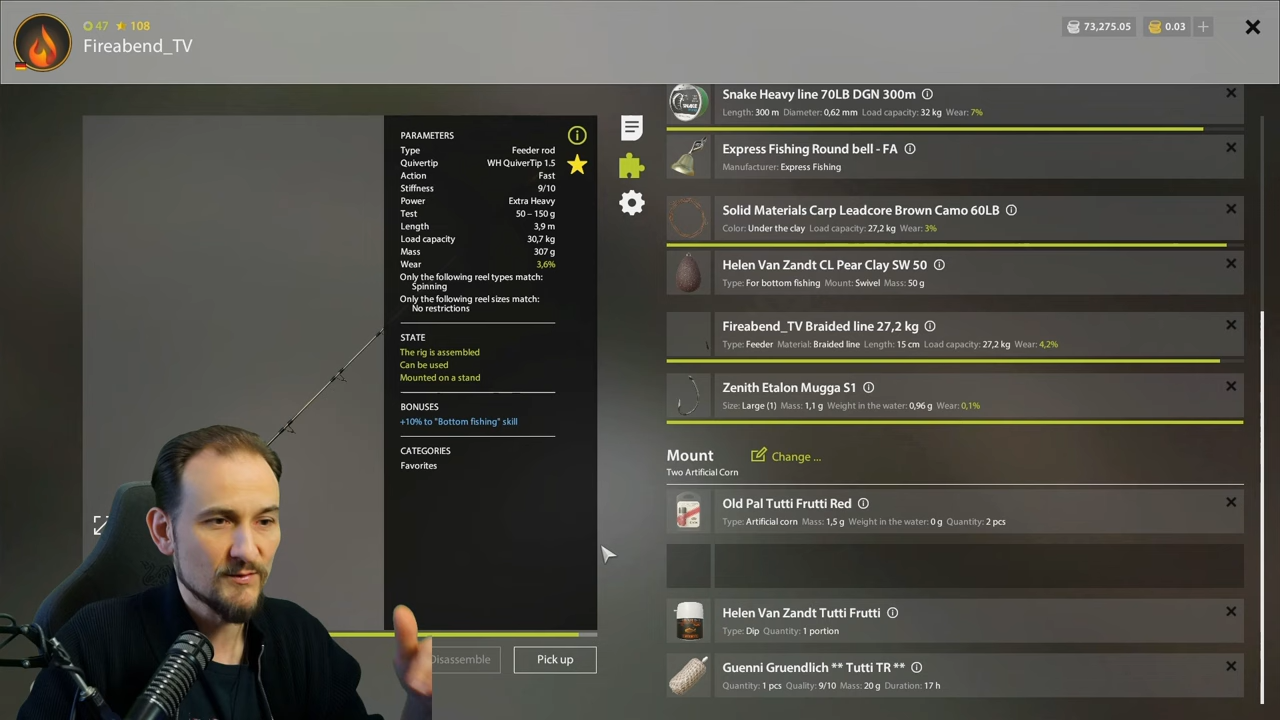 47 108
Fireabend_TV
73,275.05
0.03
PARAMETERS
Type Feeder rod
Quivertip WH QuiverTip 1.5
Action Fast
Stiffness 9/10
Power Extra Heavy
Test 50 – 150 g
Length 3,9 m
Load capacity 30,7 kg
Mass 307 g
Wear 3,6%
Only the following reel types match:
Spinning
Only the following reel sizes match:
No restrictions
STATE
The rig is assembled
Can be used
Mounted on a stand
BONUSES
+10% to "Bottom fishing" skill
CATEGORIES
Favorites
Disassemble
Pick up
Snake Heavy line 70LB DGN 300m
Length: 300 m Diameter: 0,62 mm Load capacity: 32 kg Wear: 7%
Express Fishing Round bell - FA
Manufacturer: Express Fishing
Solid Materials Carp Leadcore Brown Camo 60LB
Color: Under the clay Load capacity: 27,2 kg Wear: 3%
Helen Van Zandt CL Pear Clay SW 50
Type: For bottom fishing Mount: Swivel Mass: 50 g
Fireabend_TV Braided line 27,2 kg
Type: Feeder Material: Braided line Length: 15 cm Load capacity: 27,2 kg Wear: 4,2%
Zenith Etalon Mugga S1
Size: Large (1) Mass: 1,1 g Weight in the water: 0,96 g Wear: 0,1%
Mount Change ...
Two Artificial Corn
Old Pal Tutti Frutti Red
Type: Artificial corn Mass: 1,5 g Weight in the water: 0 g Quantity: 2 pcs
Helen Van Zandt Tutti Frutti
Type: Dip Quantity: 1 portion
Guenni Gruendlich ** Tutti TR **
Quantity: 1 pcs Quality: 9/10 Mass: 20 g Duration: 17 h